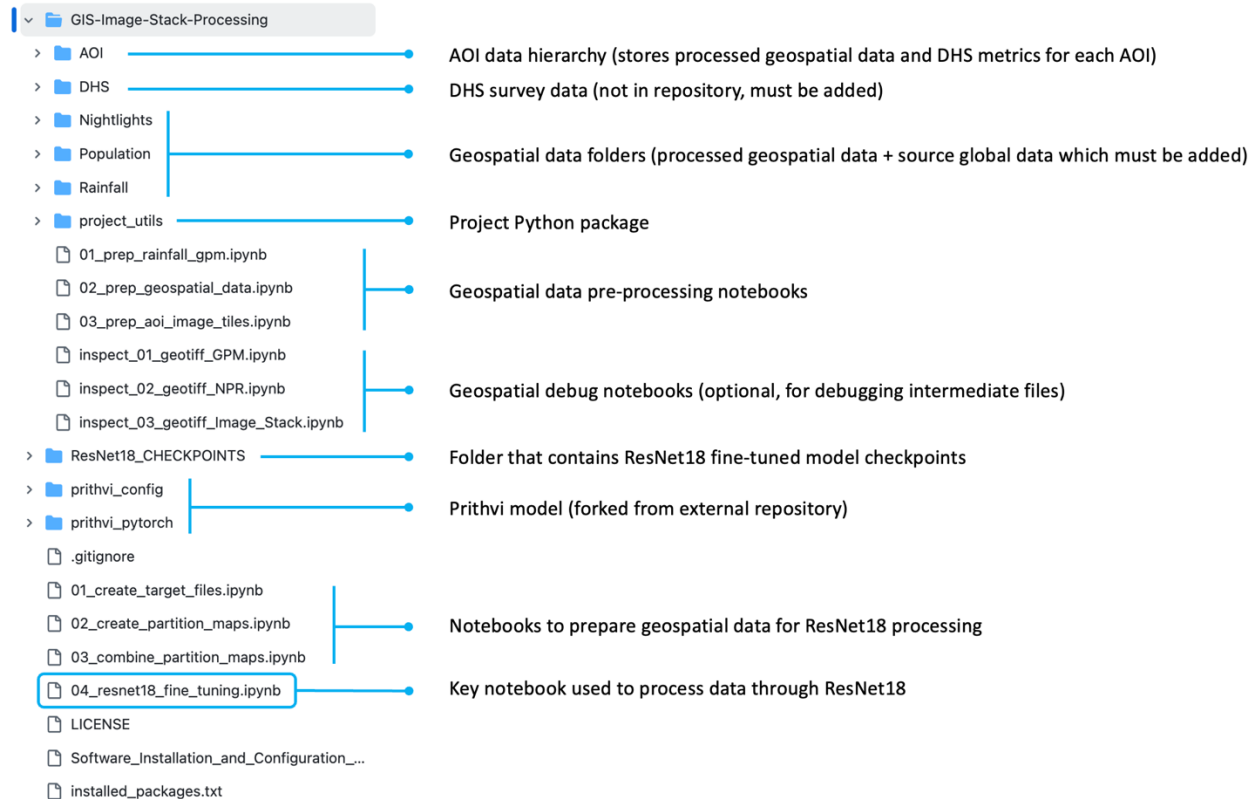 GIS-Image-Stack-Processing
AOI
AOI data hierarchy (stores processed geospatial data and DHS metrics for each AOI)
DHS
DHS survey data (not in repository, must be added)
Nightlights
Population
Geospatial data folders (processed geospatial data + source global data which must be added)
Rainfall
project_utils
Project Python package
01_prep_rainfall_gpm.ipynb
02_prep_geospatial_data.ipynb
Geospatial data pre-processing notebooks
03_prep_aoi_image_tiles.ipynb
inspect_01_geotiff_GPM.ipynb
inspect_02_geotiff_NPR.ipynb
Geospatial debug notebooks (optional, for debugging intermediate files)
inspect_03_geotiff_Image_Stack.ipynb
ResNet18_CHECKPOINTS
Folder that contains ResNet18 fine-tuned model checkpoints
prithvi_config
Prithvi model (forked from external repository)
prithvi_pytorch
.gitignore
01_create_target_files.ipynb
02_create_partition_maps.ipynb
Notebooks to prepare geospatial data for ResNet18 processing
03_combine_partition_maps.ipynb
04_resnet18_fine_tuning.ipynb
Key notebook used to process data through ResNet18
LICENSE
Software_Installation_and_Configuration_...
installed_packages.txt